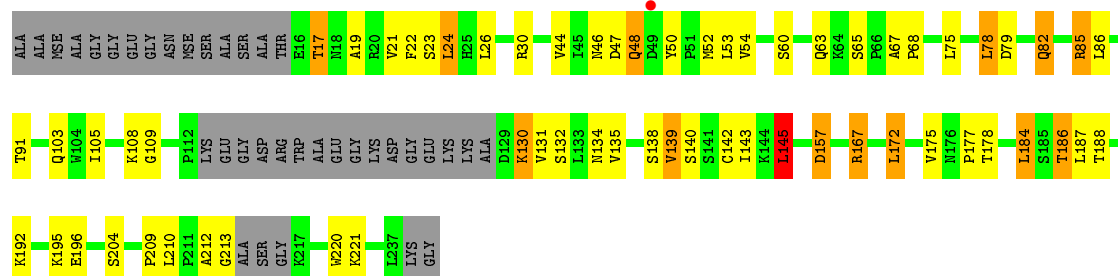 ALA ALA MSE ALA GLY GLY GLU GLY ASN MSE SER ALA SER ALA THR E16 T17 N18 A19 R20 V21 F22 S23 L24 H25 L26 R30 V44 I45 N46 D47 Q48 D49 Y50 P51 M52 L53 V54 S60 Q63 K64 S65 P66 A67 P68 L75 L78 D79 Q82 R85 L86
T91 Q103 W104 I105 K108 G109 P112 LYS GLU GLY ASP ARG TRP ALA GLU GLY LYS ASP GLY GLU LYS LYS ALA D129 K130 V131 S132 L133 N134 V135 S138 V139 S140 S141 C142 I143 K144 L145 D157 R167 L172 V175 N176 P177 T178 L184 S185 T186 L187 T188
K192 K195 E196 S204 P209 L210 P211 A212 G213 ALA SER GLY K217 W220 K221 L237 LYS GLY